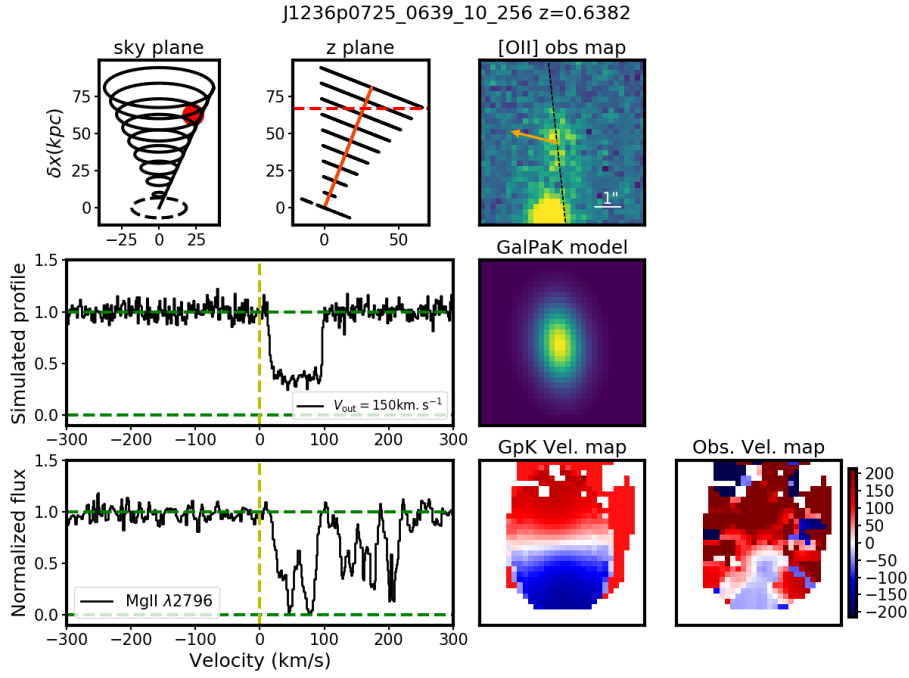 J1236p0725_0639_10_256 z=0.6382
sky plane
z plane
[OII] obs map
δx(kpc)
75
50
25
0
−25 0 25
75
50
25
0
0 50
1"
Simulated profile
1.5
1.0
0.5
0.0
−300 −200 −100 0 100 200 300
V_out = 150km.s⁻¹
GalPaK model
Normalized flux
1.5
1.0
0.5
0.0
−300 −200 −100 0 100 200 300
MgII λ2796
Velocity (km/s)
GpK Vel. map
Obs. Vel. map
200
150
100
50
0
−50
−100
−150
−200